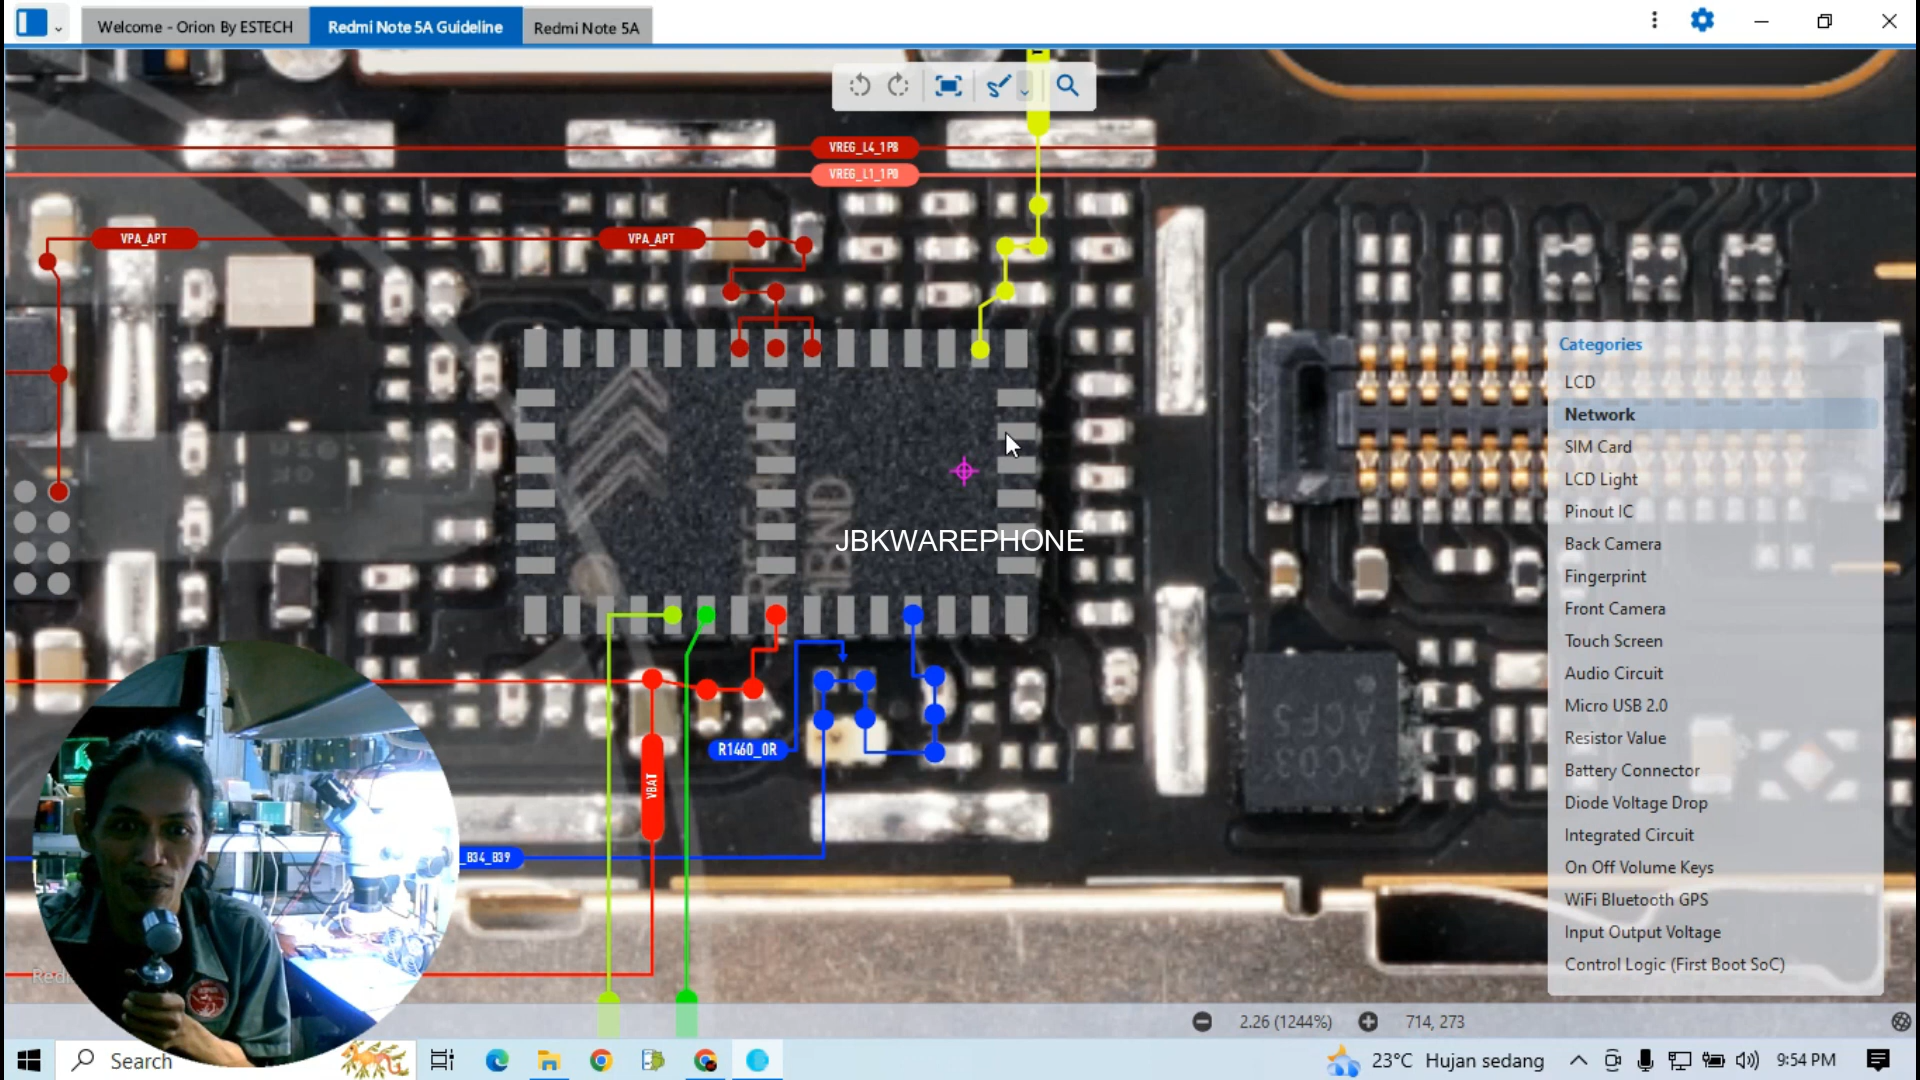 Welcome - Orion By ESTECH
Redmi Note 5A Guideline
Redmi Note 5A
VREG_L4_1P8
VREG_L1_1P0
VPA_APT
VPA_APT
Categories
LCD
Network
SIM Card
LCD Light
Pinout IC
Back Camera
Fingerprint
Front Camera
Touch Screen
Audio Circuit
Micro USB 2.0
Resistor Value
Battery Connector
Diode Voltage Drop
Integrated Circuit
On Off Volume Keys
WiFi Bluetooth GPS
Input Output Voltage
Control Logic (First Boot SoC)
JBKWAREPHONE
R1460_0R
VBAT
_B34_B39
2.26 (1244%)
714, 273
Search
23°C Hujan sedang
9:54 PM